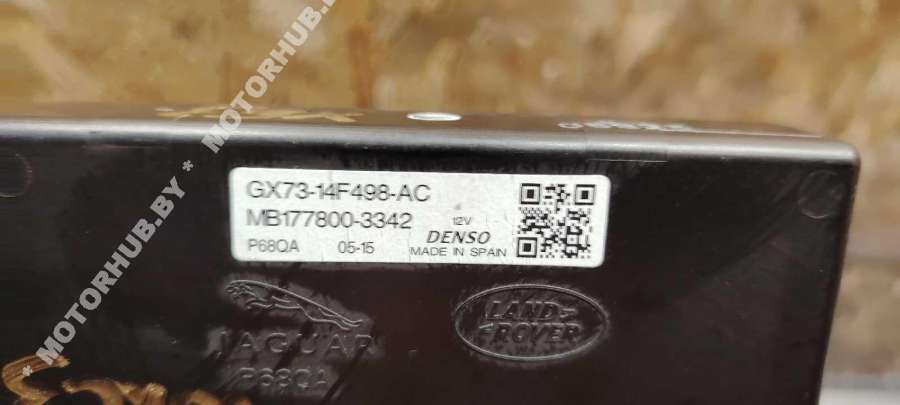 MOTORHUB.BY * MOTORHUB.BY *
GX73-14F498-AC
MB177800-3342
12V
DENSO
P68QA 05-15 MADE IN SPAIN
JAGUAR
P68QA
LAND
ROVER